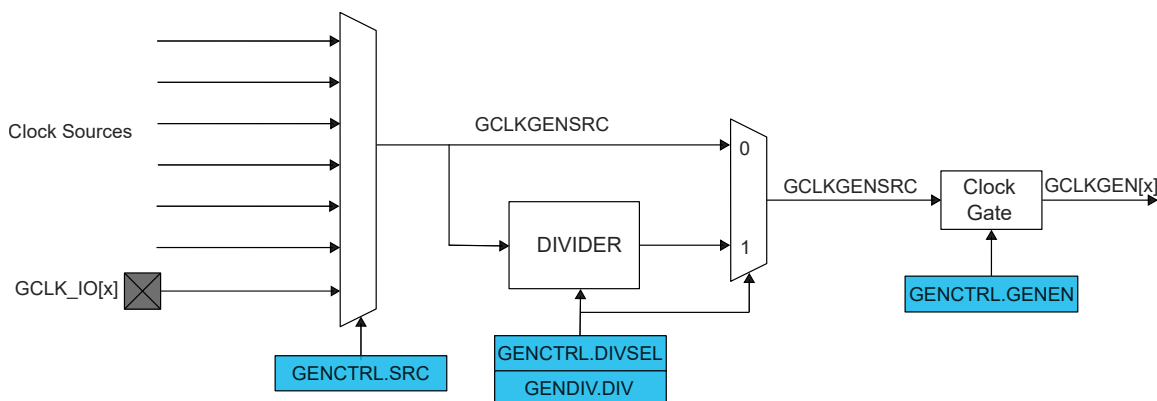 Clock Sources
GCLK_IO[x]
GENCTRL.SRC
GCLKGENSRC
DIVIDER
GENCTRL.DIVSEL
GENDIV.DIV
0
1
GCLKGENSRC
Clock
Gate
GCLKGEN[x]
GENCTRL.GENEN